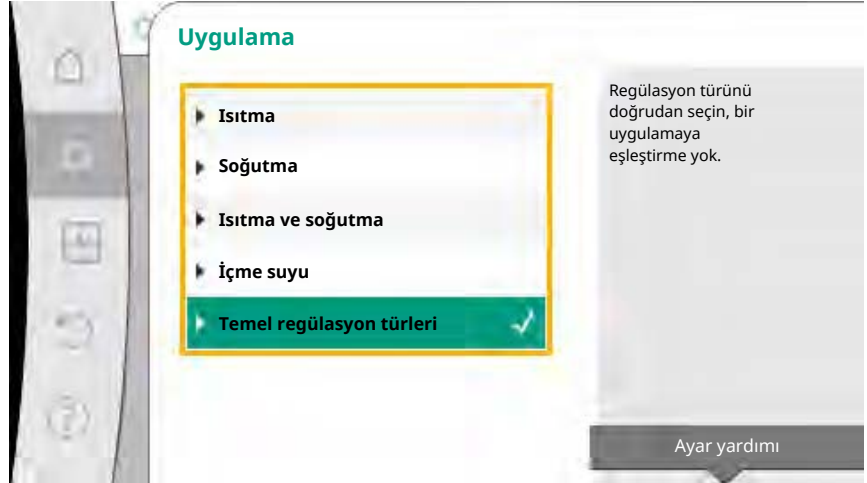 Uygulama
Isıtma
Soğutma
Isıtma ve soğutma
İçme suyu
Temel regülasyon türleri
Regülasyon türünü
doğrudan seçin, bir
uygulamaya
eşleştirme yok.
Ayar yardımı